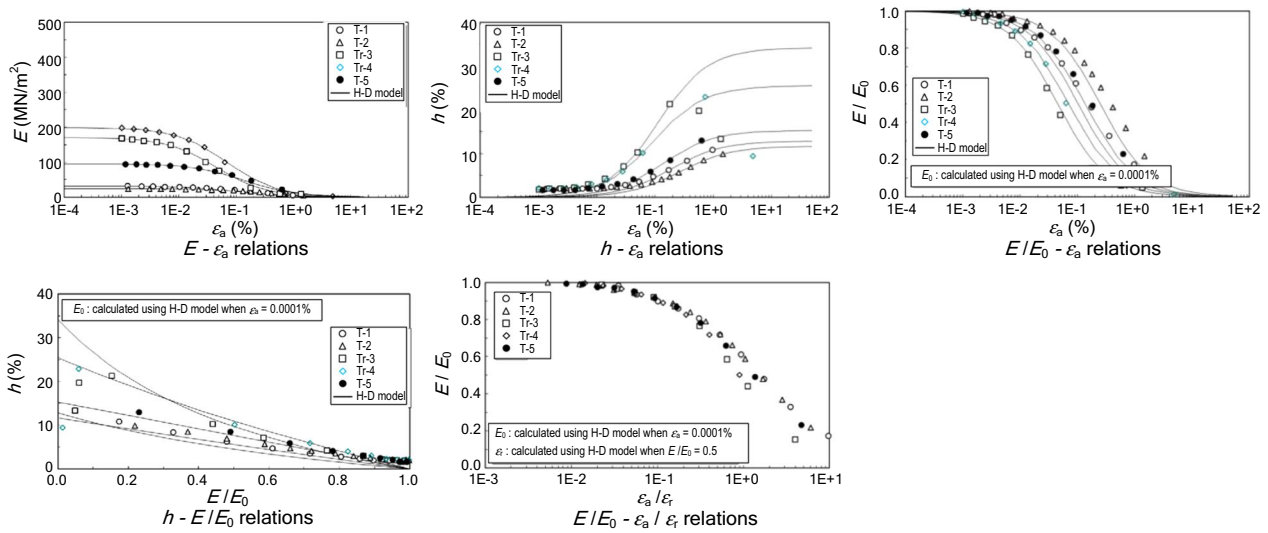 500
400
300
200
100
0
E (MN/m²)
T-1
T-2
Tr-3
Tr-4
T-5
H-D model
1E-4 1E-3 1E-2 1E-1 1E+0 1E+2
εa (%)
E - εa relations
40
30
20
10
0
h (%)
T-1
T-2
Tr-3
Tr-4
T-5
H-D model
1E-4 1E-3 1E-2 1E-1 1E+0 1E+2
εa (%)
h - εa relations
1.0
0.8
0.6
0.4
0.2
0.0
E / E0
T-1
T-2
Tr-3
Tr-4
T-5
H-D model
E0 : calculated using H-D model when εa = 0.0001%
1E-4 1E-3 1E-2 1E-1 1E+0 1E+2
εa (%)
E/E0 - εa relations
40
30
20
10
0
h (%)
E0 : calculated using H-D model when εa = 0.0001%
T-1
T-2
Tr-3
Tr-4
T-5
H-D model
0.0 0.2 0.4 0.6 0.8 1.0
E/E0
h - E/E0 relations
1.0
0.8
0.6
0.4
0.2
0.0
E / E0
T-1
T-2
Tr-3
Tr-4
T-5
E0 : calculated using H-D model when εa = 0.0001%
εr : calculated using H-D model when E/E0 = 0.5
1E-3 1E-2 1E-1 1E+0 1E+1
εa /εr
E/E0 - εa / εr relations